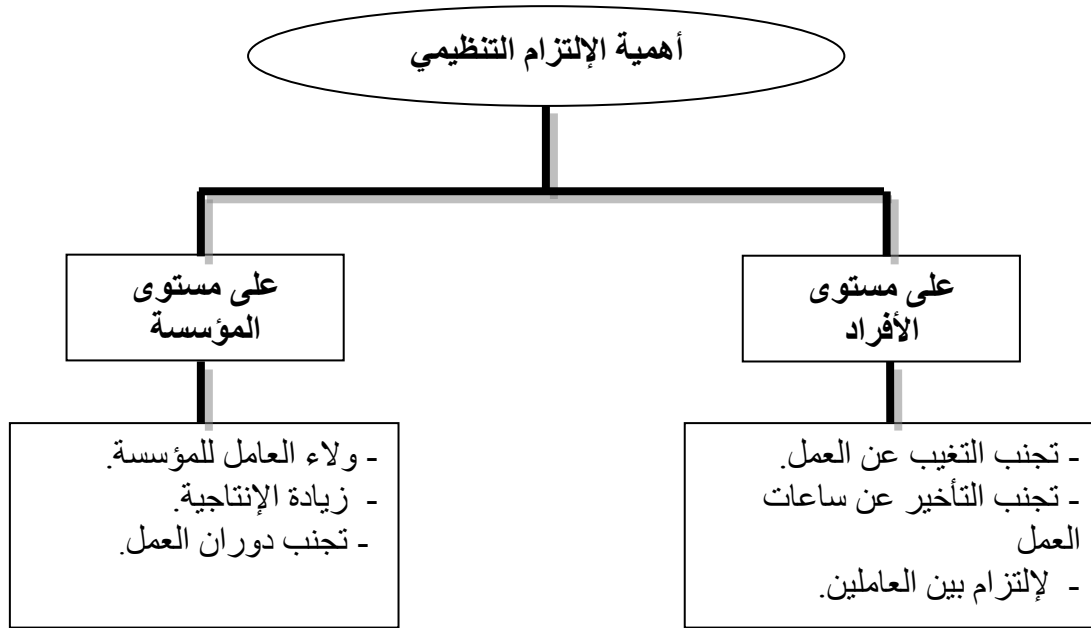 أهمية الإلتزام التنظيمي
على مستوى
الأفراد
على مستوى
المؤسسة
- تجنب التغيب عن العمل.
- تجنب التأخير عن ساعات
العمل
- لإلتزام بين العاملين.
- ولاء العامل للمؤسسة.
- زيادة الإنتاجية.
- تجنب دوران العمل.